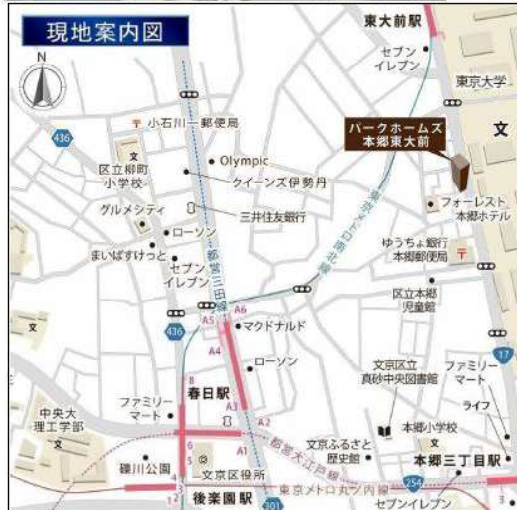 現地案内図
N
東大前駅
セブン
イレブン
東京大学
文
パークホームズ
本郷東大前
436
〒小石川一郵便局
文
区立柳町
小学校
Olympic
クイーンズ伊勢丹
三井住友銀行
グルメシティ
ローソン
まいばすけっと
セブン
イレブン
都営三田線
東京メトロ南北線
フォーレスト
本郷ホテル
ゆうちょ銀行
本郷郵便局
〒
区立本郷
児童館
文
436
A5
A6
A4
マクドナルド
ローソン
17
文
文京区立
真砂中央図書館
ファミリー
マート
ライフ
中央大
理工学部
文
ファミリー
マート
8
春日駅
A3
A2
A1
6
5
4
3
2
1
礫川公園
文京区役所
後楽園駅
都営大江戸線
東京メトロ丸ノ内線
301
文京ふるさと
歴史館
本郷小学校
文
本郷三丁目駅
254
セブンイレブン
3